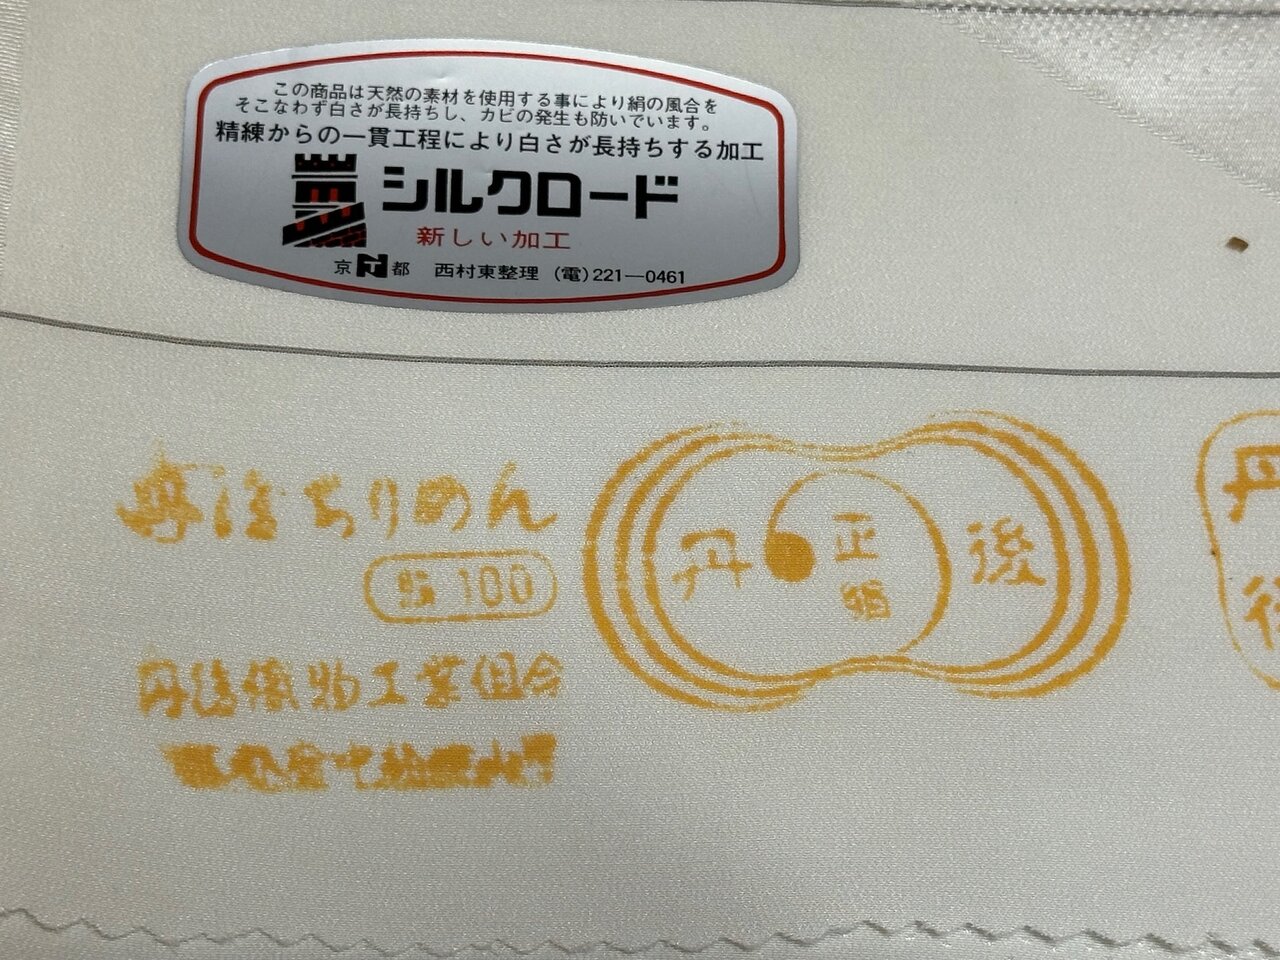 この商品は天然の素材を使用する事により絹の風合を
そこなわず白さが長持ちし、カビの発生も防いでいます。
精練からの一貫工程により白さが長持ちする加工
シルクロード
新しい加工
京 N 都 西村東整理 (電)221―0461
丹後ちりめん
絹 100
丹後織物工業組合
丹 正絹 後
丹後